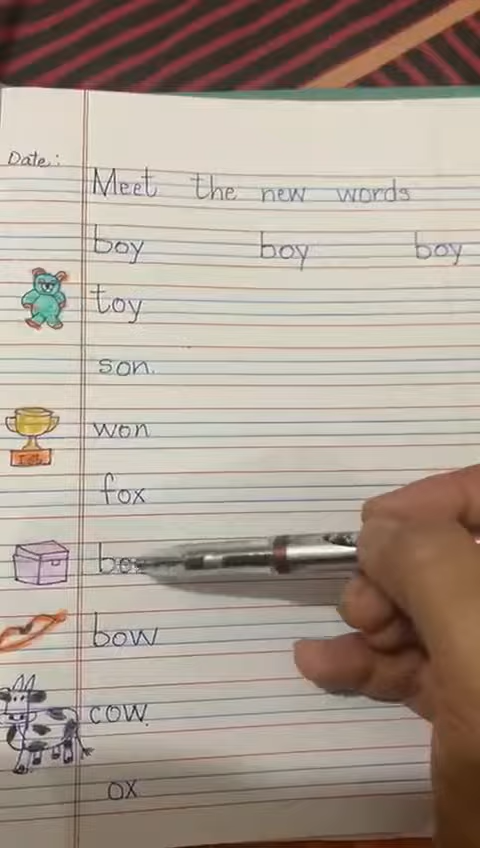 Date:
Meet the new words
boy boy boy
toy
son.
won
fox
bow
cow.
ox